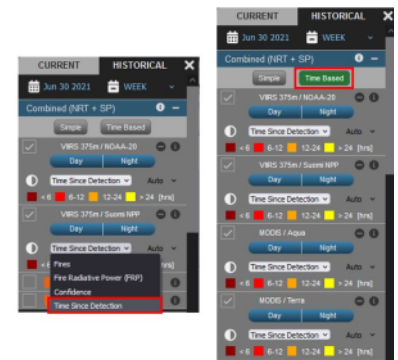 CURRENT HISTORICAL X
Jun 30 2021 WEEK
Combined (NRT + SP)
Simple Time Based
VIIRS 375m / NOAA-20
Day Night
Time Since Detection Auto
< 6 6-12 12-24 > 24 [hrs]
VIIRS 375m / Suomi NPP
Day Night
Time Since Detection Auto
< 6
[hrs]
Fires
Fire Radiative Power (FRP)
Confidence
Time Since Detection
CURRENT HISTORICAL X
Jun 30 2021 WEEK
Combined (NRT + SP)
Simple Time Based
VIIRS 375m / NOAA-20
Day Night
Time Since Detection Auto
< 6 6-12 12-24 > 24 [hrs]
VIIRS 375m / Suomi NPP
Day Night
Time Since Detection Auto
< 6 6-12 12-24 > 24 [hrs]
MODIS / Aqua
Day Night
Time Since Detection Auto
< 6 6-12 12-24 > 24 [hrs]
MODIS / Terra
Day Night
Time Since Detection Auto
< 6 6-12 12-24 > 24 [hrs]